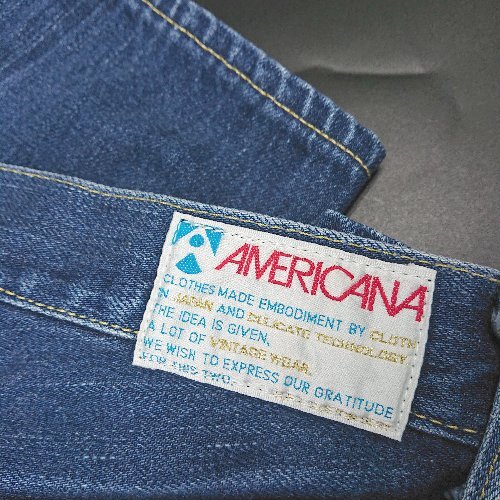 AMERICANA
CLOTHES MADE EMBODIMENT BY CLOTH
IN JAPAN AND DELICATE TECHNOLOGY
THE IDEA IS GIVEN,
A LOT OF VINTAGE WEAR.
WE WISH TO EXPRESS OUR GRATITUDE
FOR THIS TWO.